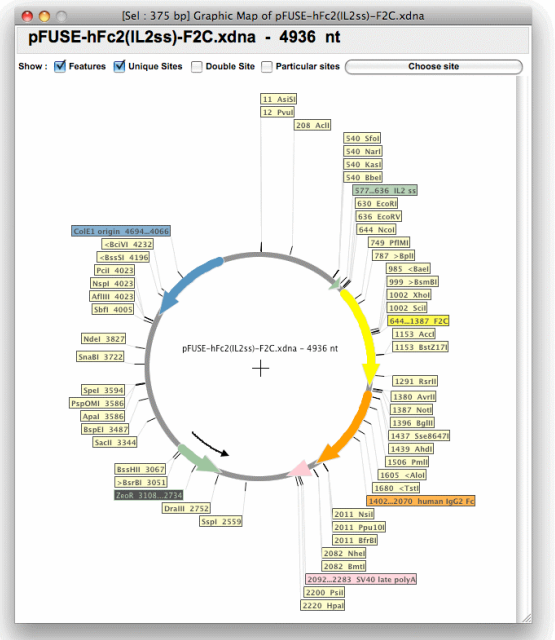 [Sel : 375 bp] Graphic Map of pFUSE-hFc2(IL2ss)-F2C.xdna
pFUSE-hFc2(IL2ss)-F2C.xdna - 4936 nt
Show : Features Unique Sites Double Site Particular sites Choose site
11 AsiSI
12 PvuI
208 AclI
540 SfoI
540 NarI
540 KasI
540 BbeI
577...636 IL2 ss
630 EcoRI
636 EcoRV
644 NcoI
749 PflMI
787 >BplI
985 <BaeI
999 >BsmBI
1002 XhoI
1002 SciI
644...1387 F2C
1153 AccI
1153 BstZ17I
1291 RsrII
1380 AvrII
1387 NotI
1396 BglII
1437 Sse8647I
1439 AhdI
1506 PmlI
1605 <AloI
1680 <TstI
1402...2070 human IgG2 Fc
2011 NsiI
2011 Ppu10I
2011 BfrBI
2082 NheI
2082 BmtI
2092...2283 SV40 late polyA
2200 PsiI
2220 HpaI
ColE1 origin 4694...4066
<BciVI 4232
<BssSI 4196
PciI 4023
NspI 4023
AflIII 4023
SbfI 4005
NdeI 3827
SnaBI 3722
SpeI 3594
PspOMI 3586
ApaI 3586
BspEI 3487
SacII 3344
BssHII 3067
>BsrBI 3051
ZeoR 3108...2734
DraIII 2752
SspI 2559
pFUSE-hFc2(IL2ss)-F2C.xdna - 4936 nt